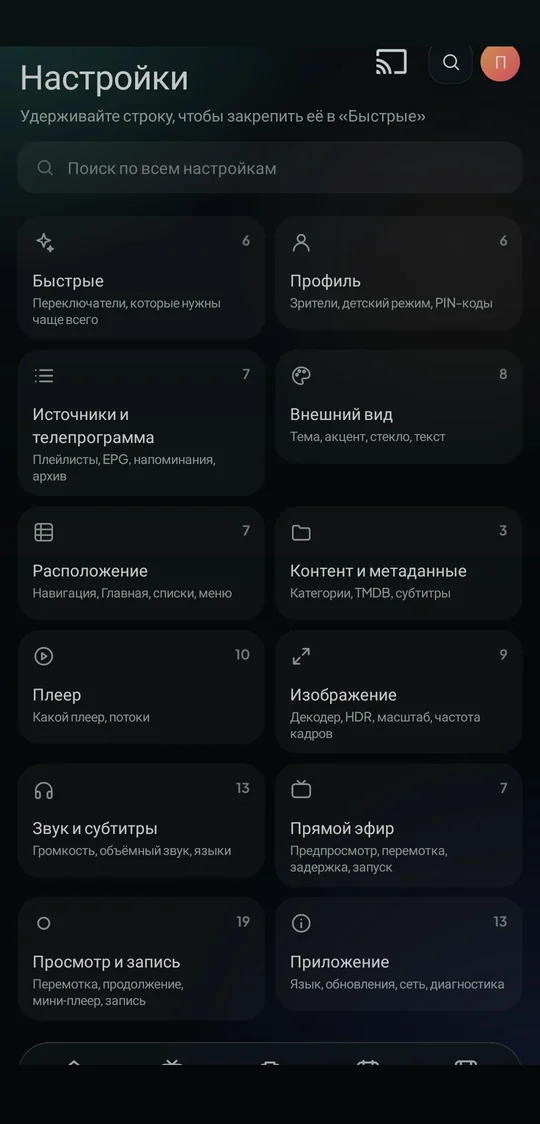 Настройки
П
Удерживайте строку, чтобы закрепить её в «Быстрые»
Поиск по всем настройкам
6
Быстрые
Переключатели, которые нужны
чаще всего
6
Профиль
Зрители, детский режим, PIN-коды
7
Источники и
телепрограмма
Плейлисты, EPG, напоминания,
архив
8
Внешний вид
Тема, акцент, стекло, текст
7
Расположение
Навигация, Главная, списки, меню
3
Контент и метаданные
Категории, TMDB, субтитры
10
Плеер
Какой плеер, потоки
9
Изображение
Декодер, HDR, масштаб, частота
кадров
13
Звук и субтитры
Громкость, объёмный звук, языки
7
Прямой эфир
Предпросмотр, перемотка,
задержка, запуск
19
Просмотр и запись
Перемотка, продолжение,
мини-плеер, запись
13
Приложение
Язык, обновления, сеть, диагностика